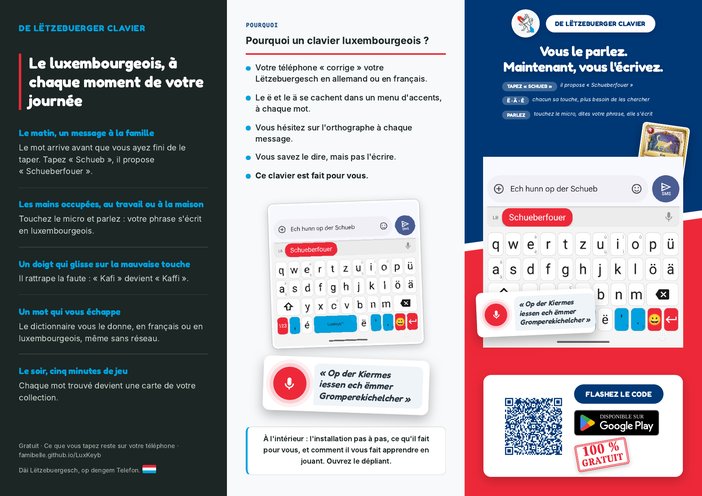 DE LËTZEBUERGER CLAVIER
Le luxembourgeois, à
chaque moment de votre
journée
Le matin, un message à la famille
Le mot arrive avant que vous ayez fini de le
taper. Tapez « Schueb », il propose
« Schueberfouer ».
Les mains occupées, au travail ou à la maison
Touchez le micro et parlez : votre phrase s'écrit
en luxembourgeois.
Un doigt qui glisse sur la mauvaise touche
Il rattrape la faute : « Kafi » devient « Kaffi ».
Un mot qui vous échappe
Le dictionnaire vous le donne, en français ou en
luxembourgeois, même sans réseau.
Le soir, cinq minutes de jeu
Chaque mot trouvé devient une carte de votre
collection.
Gratuit · Ce que vous tapez reste sur votre téléphone ·
famibelle.github.io/LuxKeyb
Däi Lëtzebuergesch, op dengem Telefon.
POURQUOI
Pourquoi un clavier luxembourgeois ?
Votre téléphone « corrige » votre
Lëtzebuergesch en allemand ou en français.
Le ë et le ä se cachent dans un menu d'accents,
à chaque mot.
Vous hésitez sur l'orthographe à chaque
message.
Vous savez le dire, mais pas l'écrire.
Ce clavier est fait pour vous.
Ech hunn op der Schueb
SMS
LB Schueberfouer
q w e r t z u i o p ü
a s d f g h j k l ö ä
y x c v b n m
123 é ë
« Op der Kiermes
iessen ech ëmmer
Gromperekichelcher »
À l'intérieur : l'installation pas à pas, ce qu'il fait
pour vous, et comment il vous fait apprendre en
jouant. Ouvrez le dépliant.
DE LËTZEBUERGER CLAVIER
Vous le parlez.
Maintenant, vous l'écrivez.
TAPEZ « SCHUEB » il propose « Schueberfouer »
Ë · Ä · É chacun sa touche, plus besoin de les chercher
PARLEZ touchez le micro, dites votre phrase, elle s'écrit
Ech hunn op der Schueb
SMS
LB Schueberfouer
q w e r t z u i o p ü
a s d f g h j k l ö ä
b n m
ë
« Op der Kiermes
iessen ech ëmmer
Gromperekichelcher »
FLASHEZ LE CODE
DISPONIBLE SUR
Google Play
100 %
GRATUIT